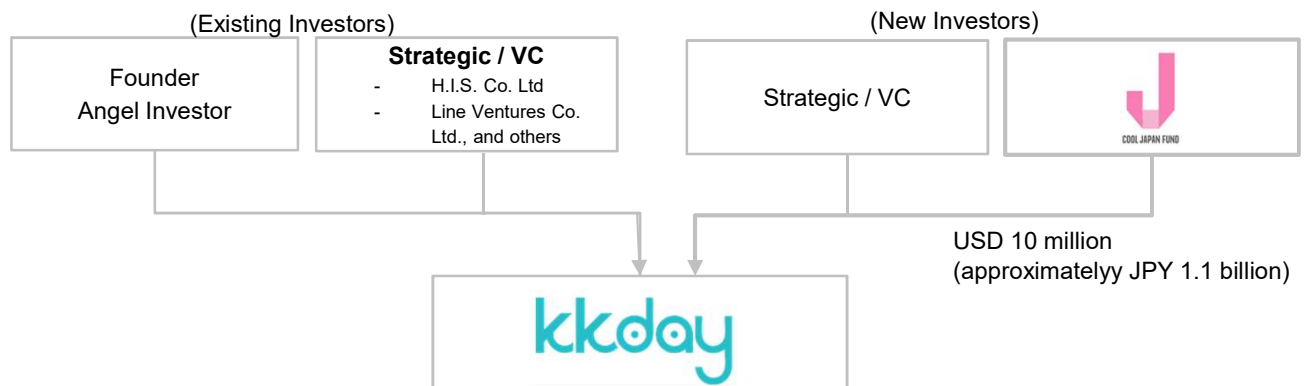 (Existing Investors)
(New Investors)
Founder
Angel Investor
Strategic / VC
- H.I.S. Co. Ltd
- Line Ventures Co.
Ltd., and others
Strategic / VC
J
COOL JAPAN FUND
USD 10 million
(approximatelyy JPY 1.1 billion)
kkday